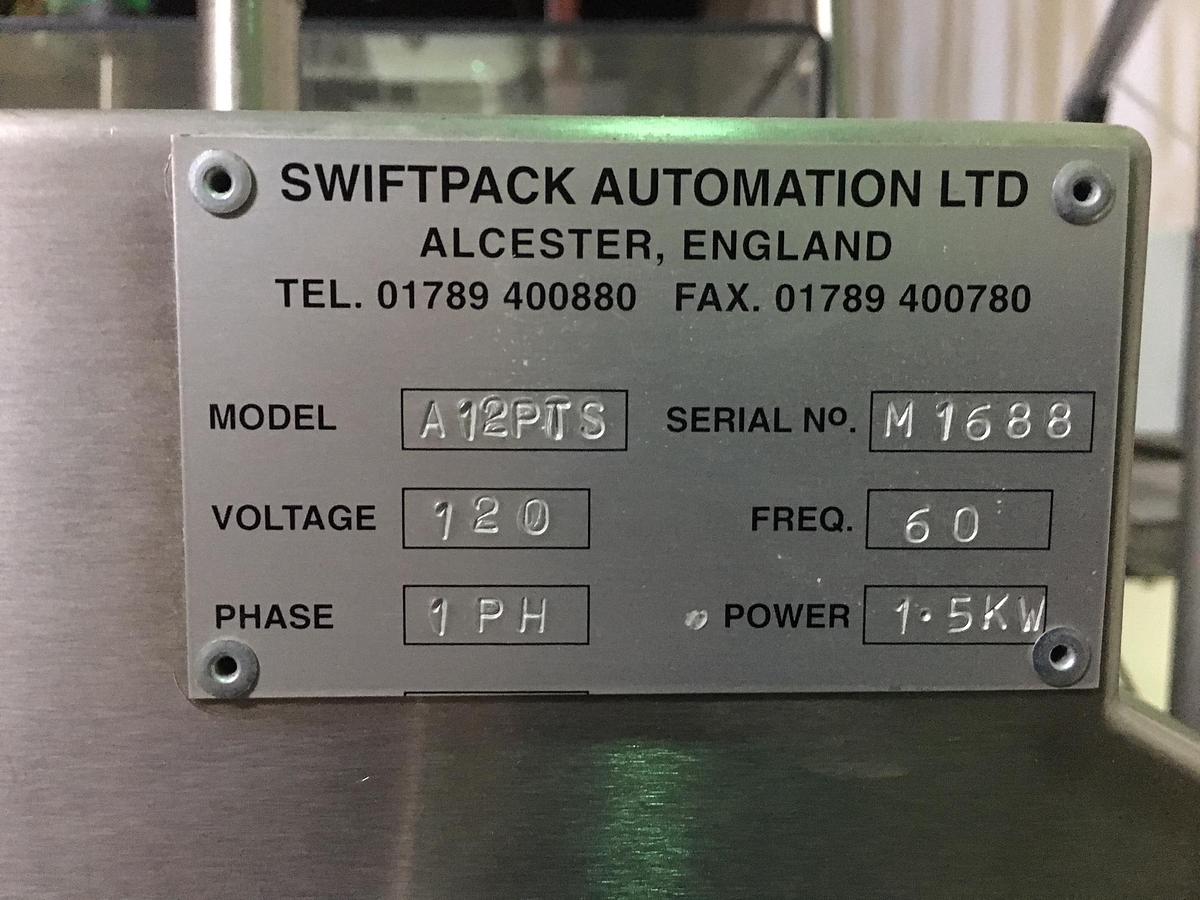 SWIFTPACK AUTOMATION LTD
ALCESTER, ENGLAND
TEL. 01789 400880 FAX. 01789 400780
MODEL A12PTS SERIAL Nº. M1688
VOLTAGE 120 FREQ. 60
PHASE 1 PH POWER 1.5KW